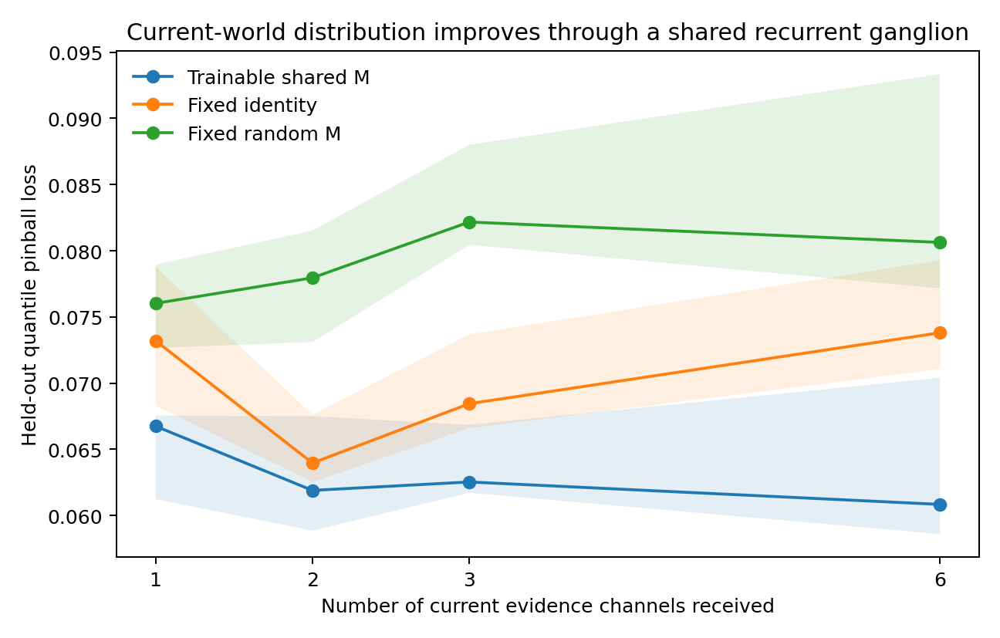 Current-world distribution improves through a shared recurrent ganglion
Trainable shared M
Fixed identity
Fixed random M
Held-out quantile pinball loss
0.095
0.090
0.085
0.080
0.075
0.070
0.065
0.060
1 2 3 6
Number of current evidence channels received